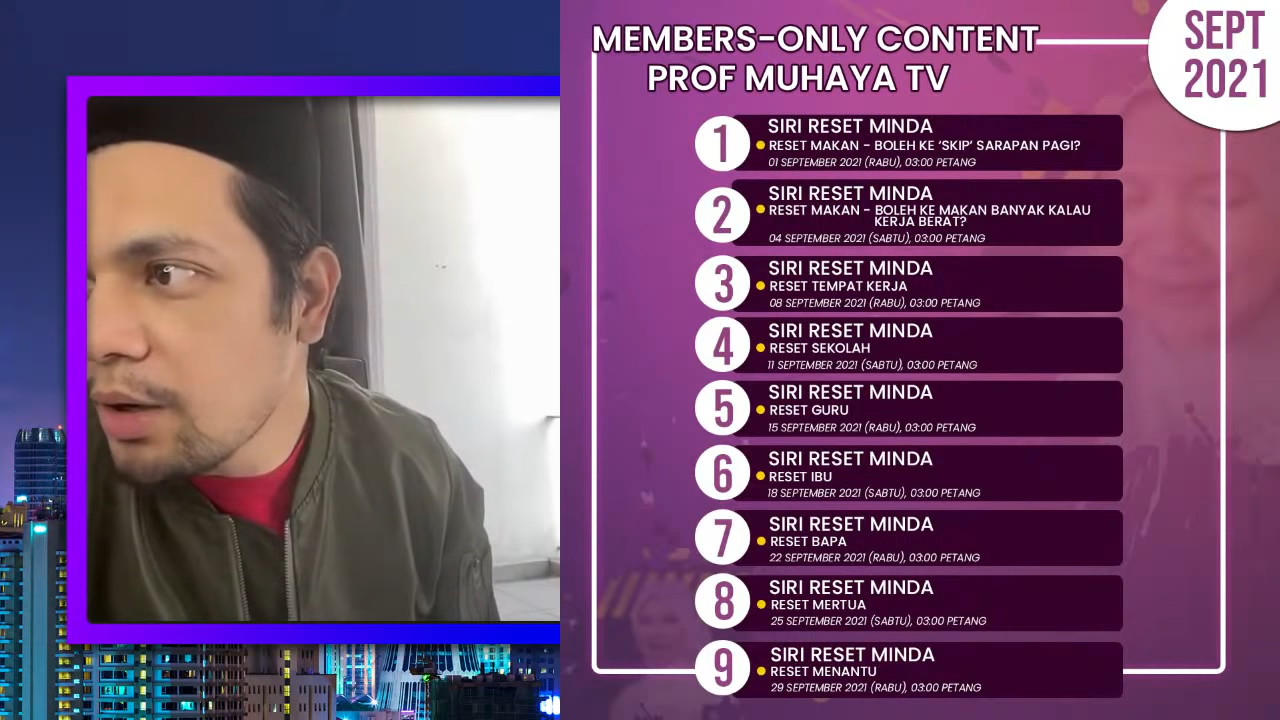 MEMBERS-ONLY CONTENT
PROF MUHAYA TV
SEPT
2021
1
SIRI RESET MINDA
RESET MAKAN - BOLEH KE 'SKIP' SARAPAN PAGI?
01 SEPTEMBER 2021 (RABU), 03:00 PETANG
2
SIRI RESET MINDA
RESET MAKAN - BOLEH KE MAKAN BANYAK KALAU
KERJA BERAT?
04 SEPTEMBER 2021 (SABTU), 03:00 PETANG
3
SIRI RESET MINDA
RESET TEMPAT KERJA
08 SEPTEMBER 2021 (RABU), 03:00 PETANG
4
SIRI RESET MINDA
RESET SEKOLAH
11 SEPTEMBER 2021 (SABTU), 03:00 PETANG
5
SIRI RESET MINDA
RESET GURU
15 SEPTEMBER 2021 (RABU), 03:00 PETANG
6
SIRI RESET MINDA
RESET IBU
18 SEPTEMBER 2021 (SABTU), 03:00 PETANG
7
SIRI RESET MINDA
RESET BAPA
22 SEPTEMBER 2021 (RABU), 03:00 PETANG
8
SIRI RESET MINDA
RESET MERTUA
25 SEPTEMBER 2021 (SABTU), 03:00 PETANG
9
SIRI RESET MINDA
RESET MENANTU
29 SEPTEMBER 2021 (RABU), 03:00 PETANG